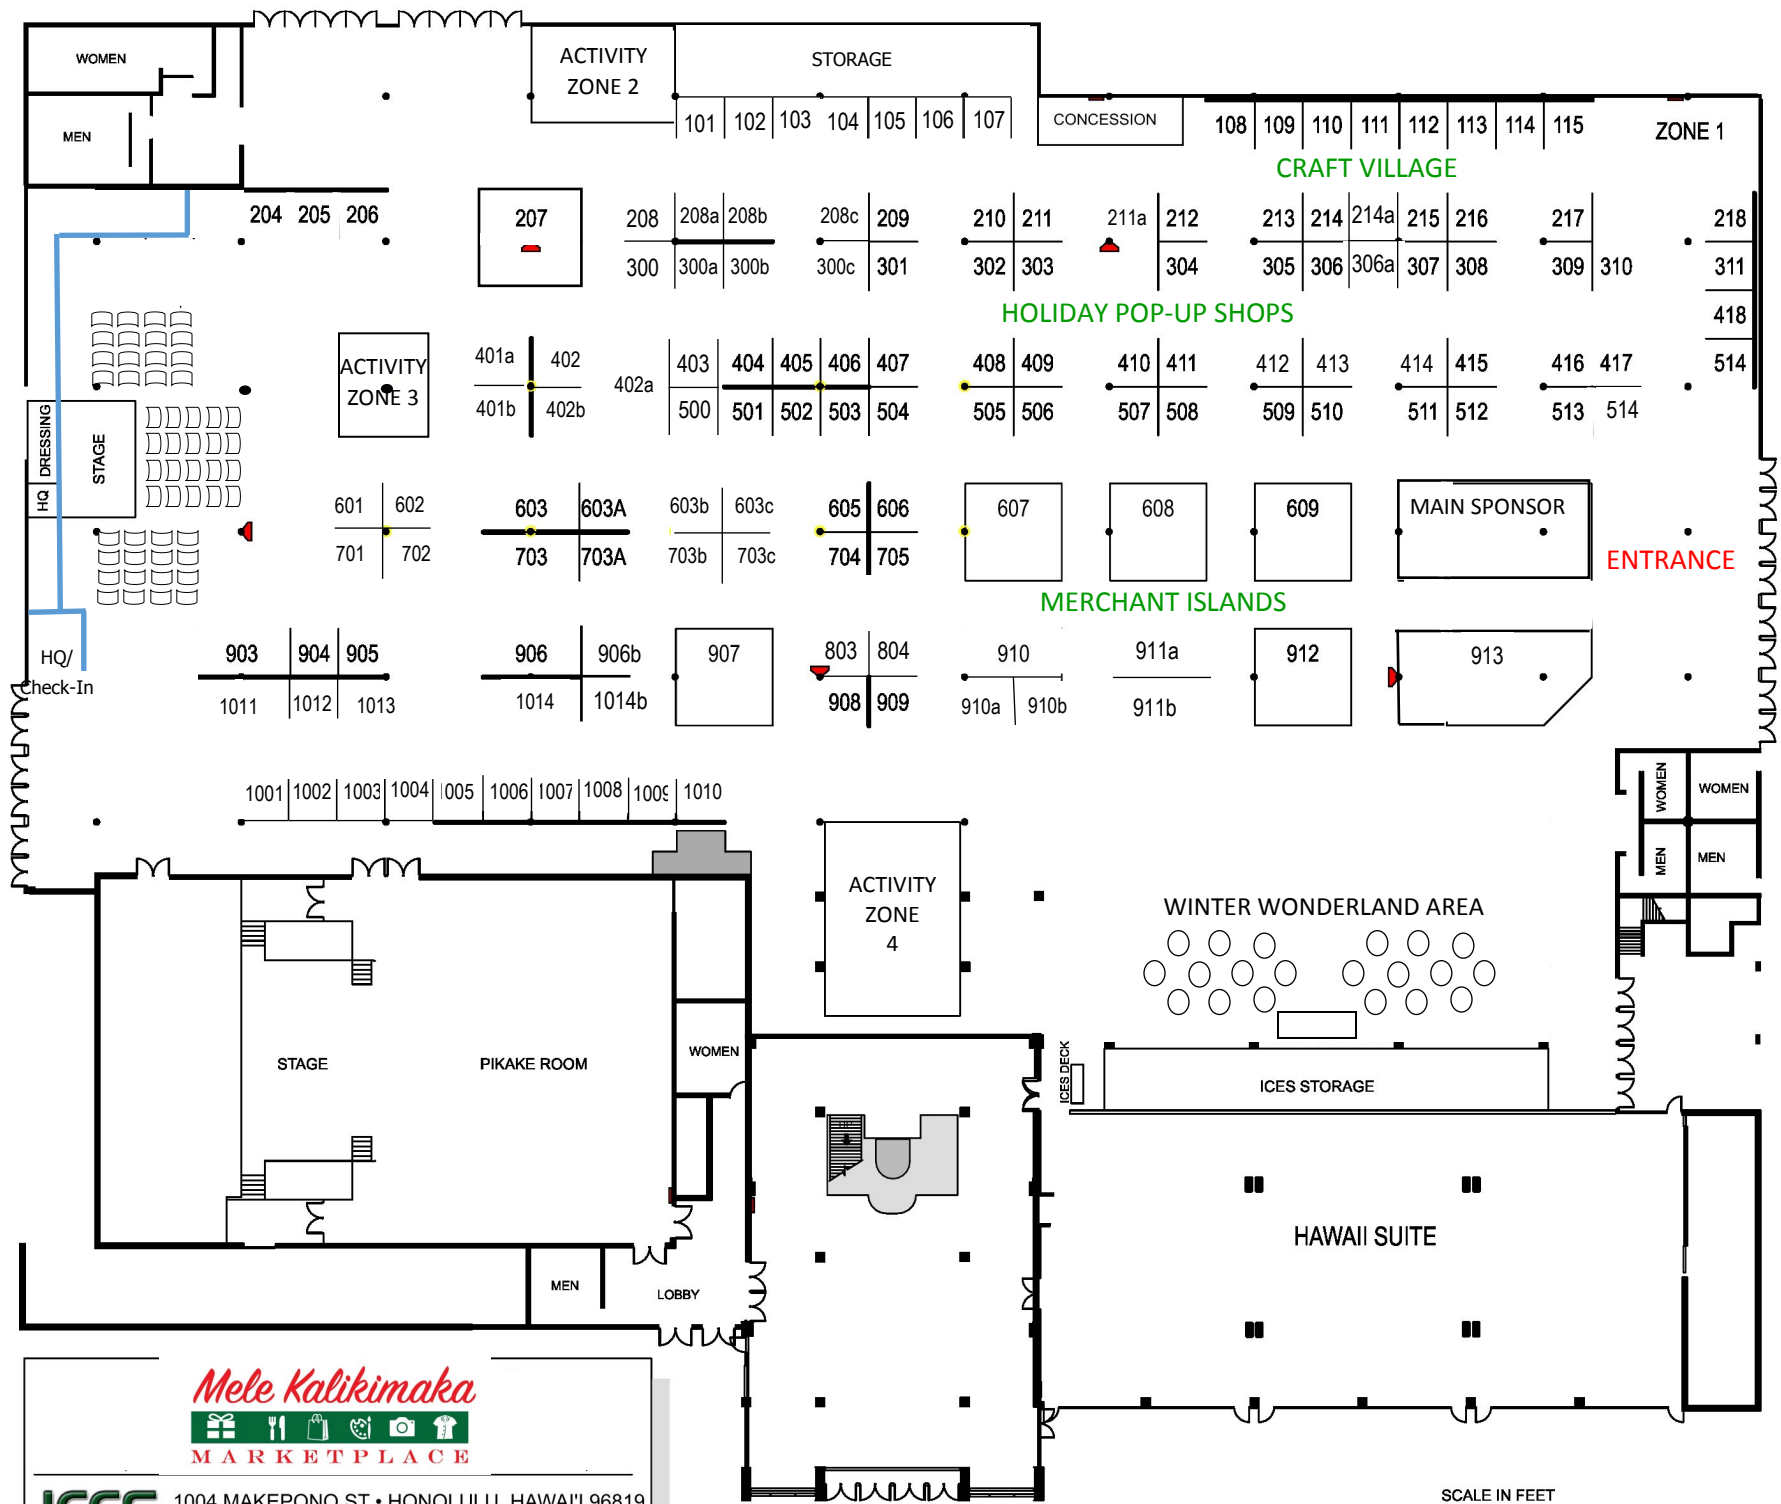 WOMEN
MEN
ACTIVITY
ZONE 2
STORAGE
101 102 103 104 105 106 107
CONCESSION
108 109 110 111 112 113 114 115
ZONE 1
CRAFT VILLAGE
204 205 206
207
208 208a 208b 208c 209 210 211 211a 212 213 214 214a 215 216 217 218
300 300a 300b 300c 301 302 303 304 305 306 306a 307 308 309 310 311
HOLIDAY POP-UP SHOPS
418
ACTIVITY
ZONE 3
401a 402 402a 403 404 405 406 407 408 409 410 411 412 413 414 415 416 417 514
401b 402b 500 501 502 503 504 505 506 507 508 509 510 511 512 513 514
DRESSING
HQ
STAGE
601 602 603 603A 603b 603c 605 606 607 608 609 MAIN SPONSOR
701 702 703 703A 703b 703c 704 705
ENTRANCE
MERCHANT ISLANDS
HQ/
Check-In
903 904 905 906 906b 907 803 804 910 911a 912 913
1011 1012 1013 1014 1014b 908 909 910a 910b 911b
1001 1002 1003 1004 1005 1006 1007 1008 1009 1010
WOMEN
WOMEN
MEN
MEN
ACTIVITY
ZONE
4
WINTER WONDERLAND AREA
STAGE
PIKAKE ROOM
WOMEN
ICES DECK
ICES STORAGE
HAWAII SUITE
MEN
LOBBY
Mele Kalikimaka
MARKETPLACE
1004 MAKEPONO ST • HONOLULU, HAWAI'I 96819
SCALE IN FEET